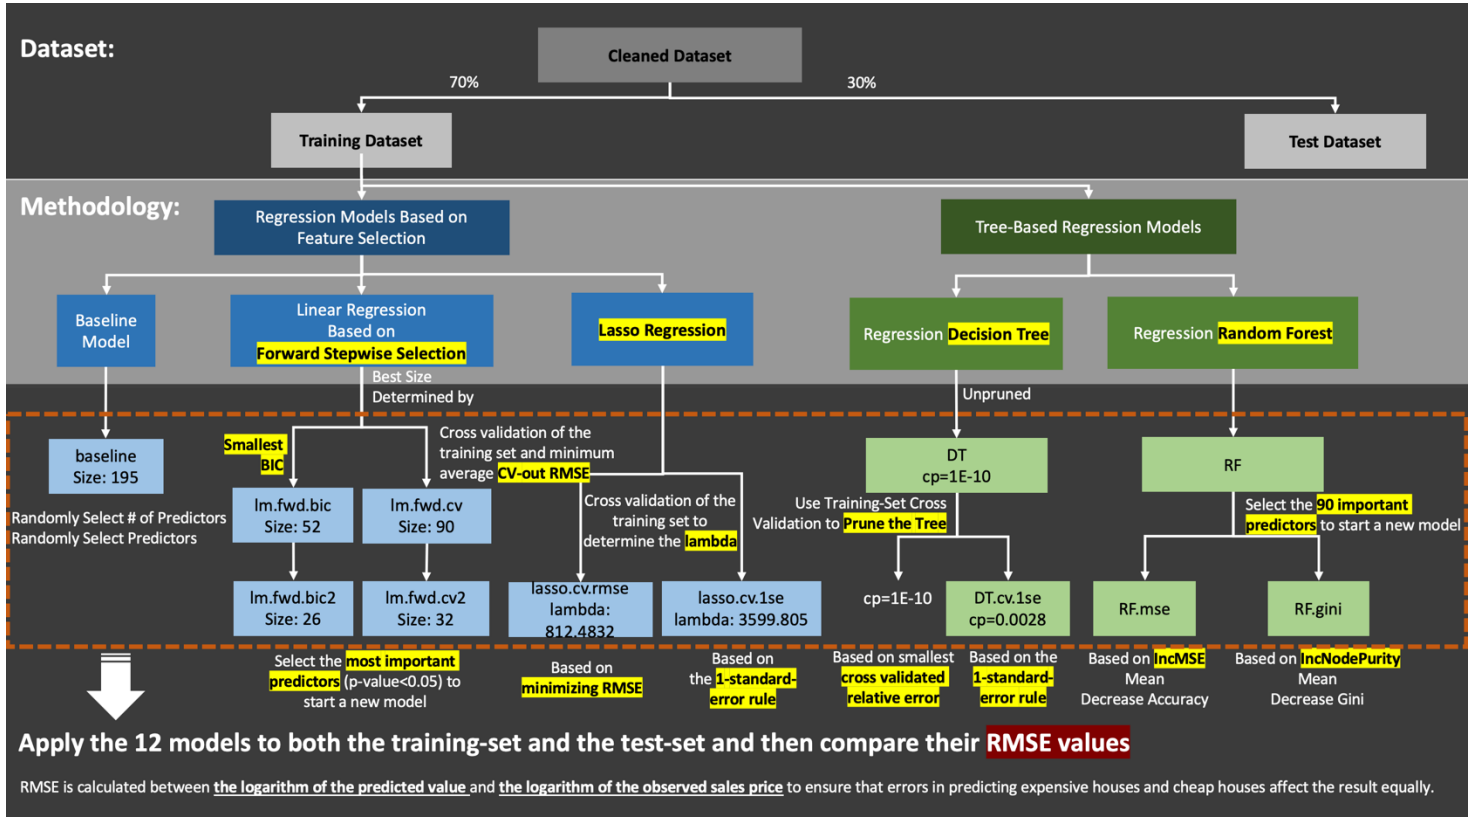 Dataset:
Cleaned Dataset
70%
30%
Training Dataset
Test Dataset
Methodology:
Regression Models Based on
Feature Selection
Tree-Based Regression Models
Baseline
Model
Linear Regression
Based on
Forward Stepwise Selection
Lasso Regression
Regression Decision Tree
Regression Random Forest
Best Size
Determined by
Unpruned
baseline
Size: 195
Randomly Select # of Predictors
Randomly Select Predictors
Smallest
BIC
Cross validation of the
training set and minimum
average CV-out RMSE
lm.fwd.bic
Size: 52
lm.fwd.cv
Size: 90
Cross validation of the
training set to
determine the lambda
DT
cp=1E-10
Use Training-Set Cross
Validation to Prune the Tree
RF
Select the 90 important
predictors to start a new model
lm.fwd.bic2
Size: 26
lm.fwd.cv2
Size: 32
lasso.cv.rmse
lambda:
812.4832
lasso.cv.1se
lambda: 3599.805
cp=1E-10
DT.cv.1se
cp=0.0028
RF.mse
RF.gini
Select the most important
predictors (p-value<0.05) to
start a new model
Based on
minimizing RMSE
Based on
the 1-standard-
error rule
Based on smallest
cross validated
relative error
Based on the
1-standard-
error rule
Based on IncMSE
Mean
Decrease Accuracy
Based on IncNodePurity
Mean
Decrease Gini
Apply the 12 models to both the training-set and the test-set and then compare their RMSE values
RMSE is calculated between the logarithm of the predicted value and the logarithm of the observed sales price to ensure that errors in predicting expensive houses and cheap houses affect the result equally.